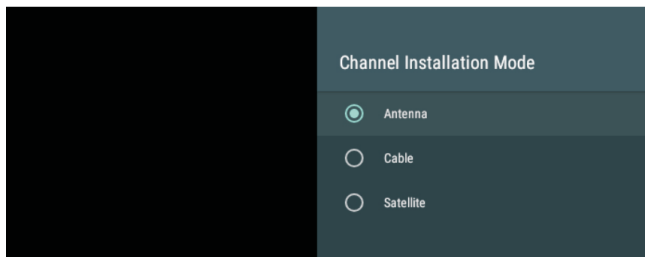 Channel Installation Mode
Antenna
Cable
Satellite